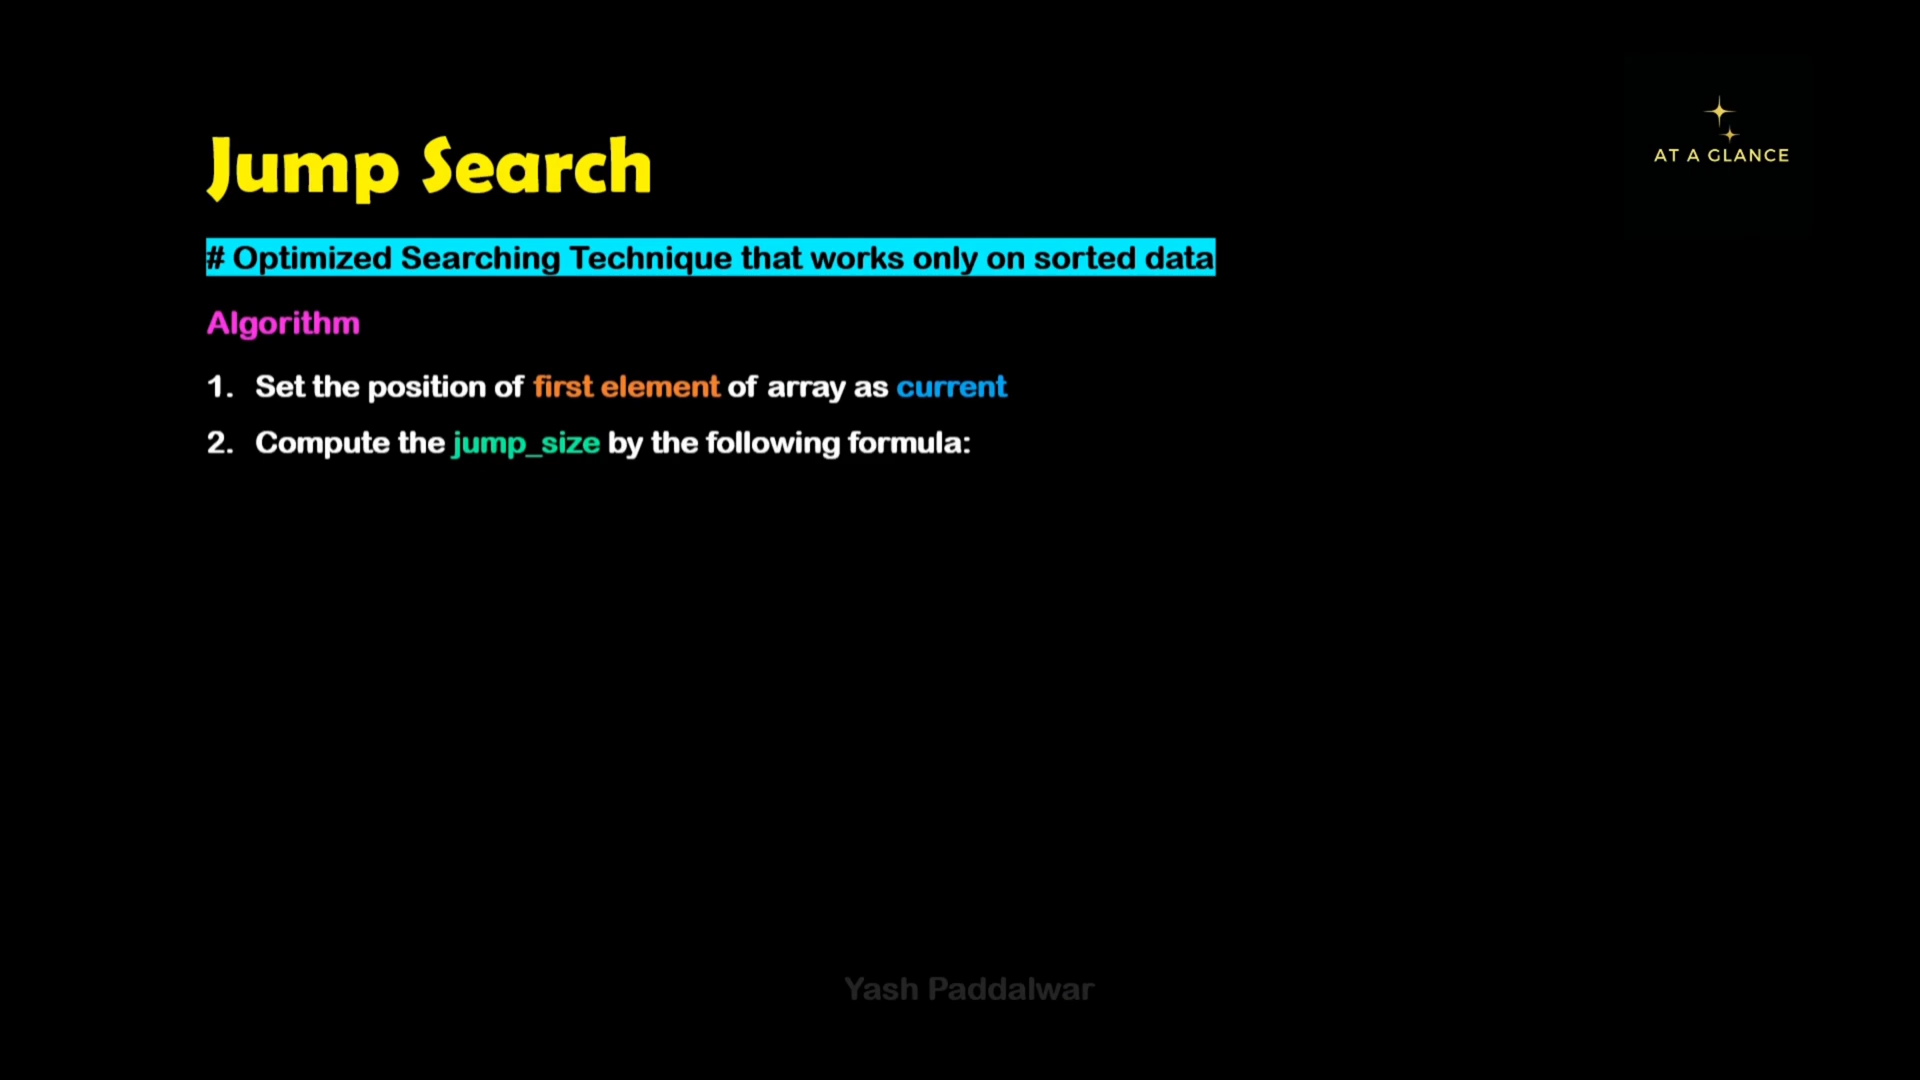 AT A GLANCE
Jump Search
# Optimized Searching Technique that works only on sorted data
Algorithm
1. Set the position of first element of array as current
2. Compute the jump_size by the following formula:
Yash Paddalwar